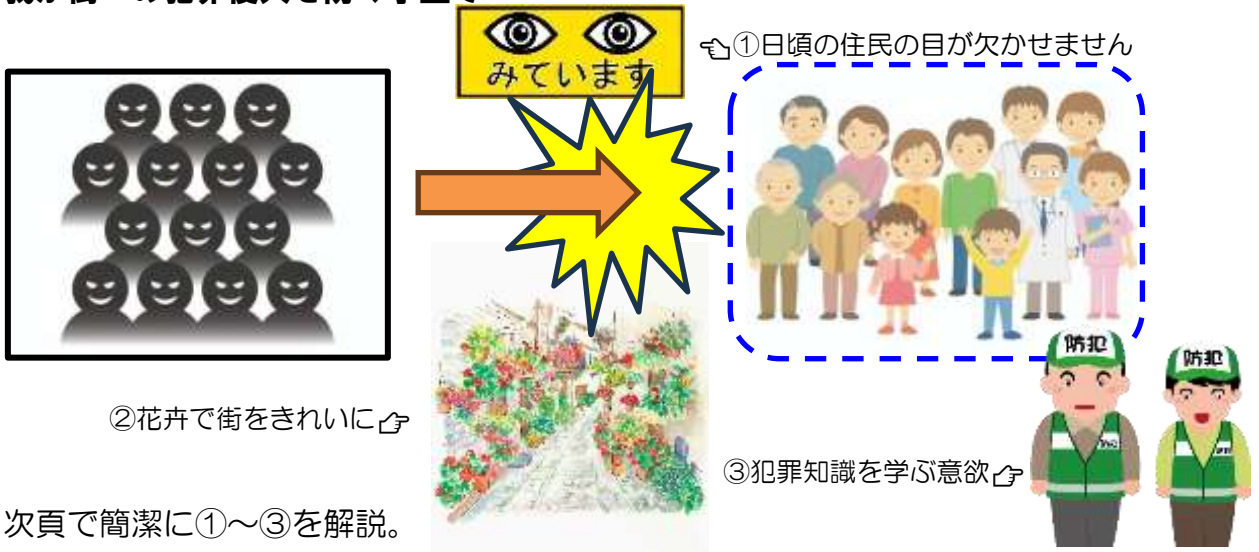 みています
①日頃の住民の目が欠かせません
防犯
防犯
②花卉で街をきれいに
③犯罪知識を学ぶ意欲
次頁で簡潔に①～③を解説。